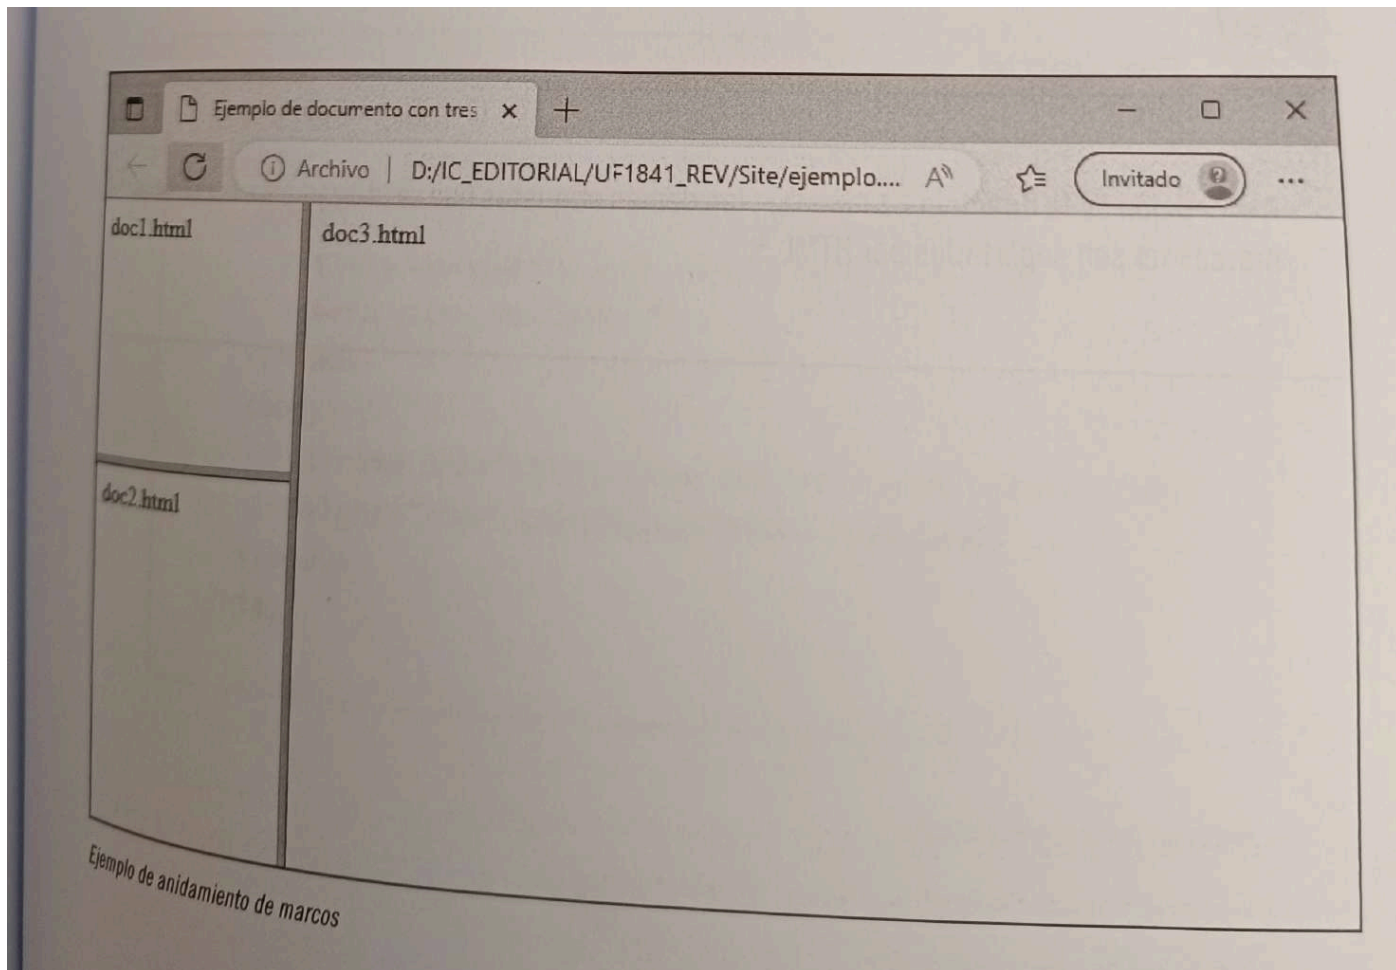 Ejemplo de documento con tres
Archivo | D:/IC_EDITORIAL/UF1841_REV/Site/ejemplo.... A
Invitado
doc1.html
doc3.html
doc2.html
Ejemplo de anidamiento de marcos